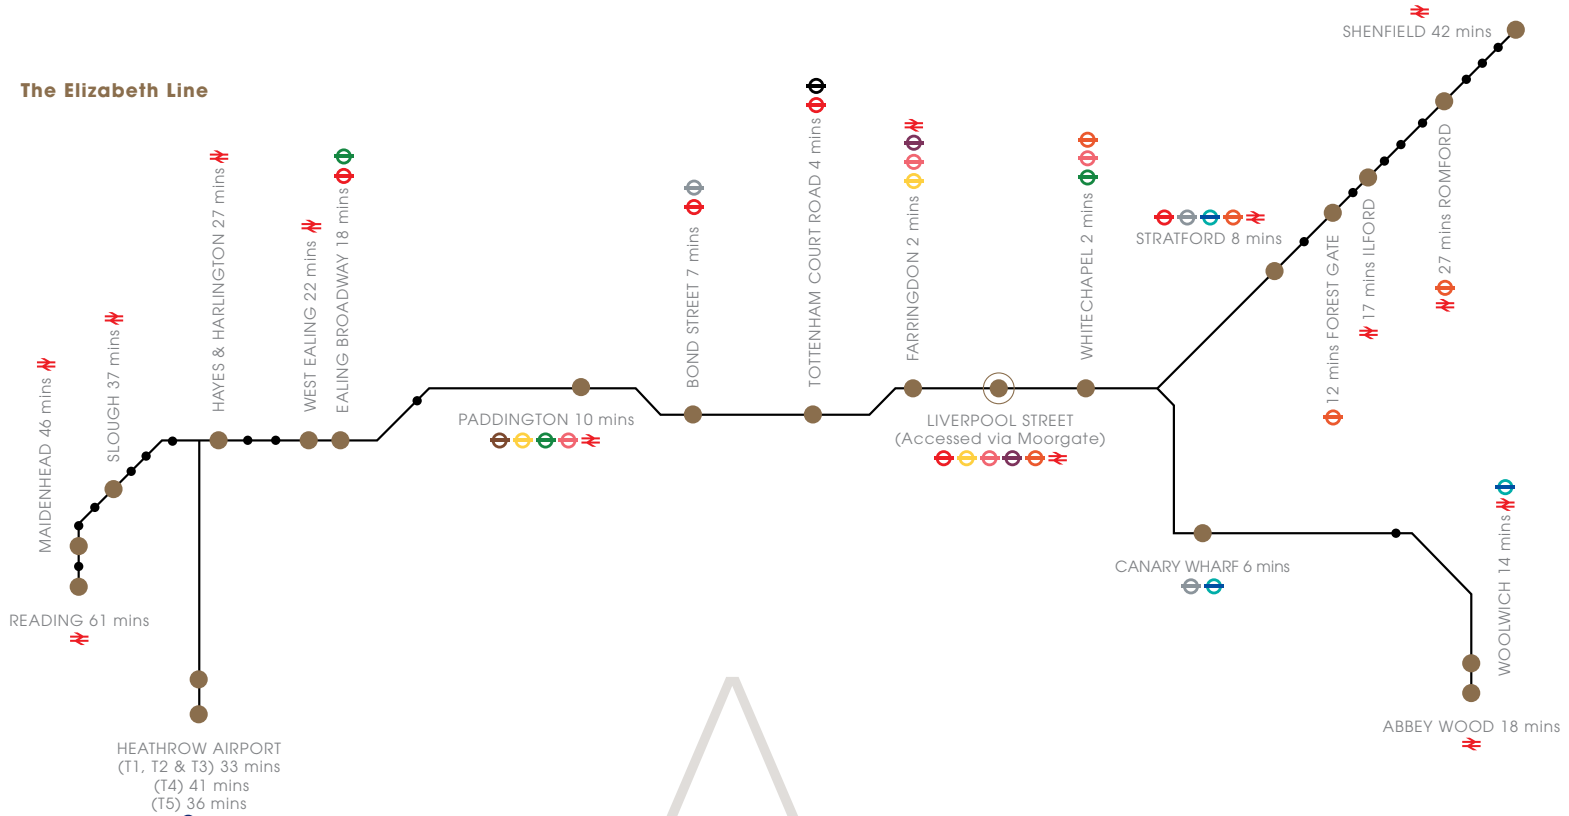 The Elizabeth Line
SHENFIELD 42 mins
27 mins ROMFORD
17 mins ILFORD
12 mins FOREST GATE
STRATFORD 8 mins
WHITECHAPEL 2 mins
FARRINGDON 2 mins
TOTTENHAM COURT ROAD 4 mins
BOND STREET 7 mins
EALING BROADWAY 18 mins
WEST EALING 22 mins
HAYES & HARLINGTON 27 mins
SLOUGH 37 mins
MAIDENHEAD 46 mins
PADDINGTON 10 mins
LIVERPOOL STREET
(Accessed via Moorgate)
CANARY WHARF 6 mins
WOOLWICH 14 mins
READING 61 mins
ABBEY WOOD 18 mins
HEATHROW AIRPORT
(T1, T2 & T3) 33 mins
(T4) 41 mins
(T5) 36 mins